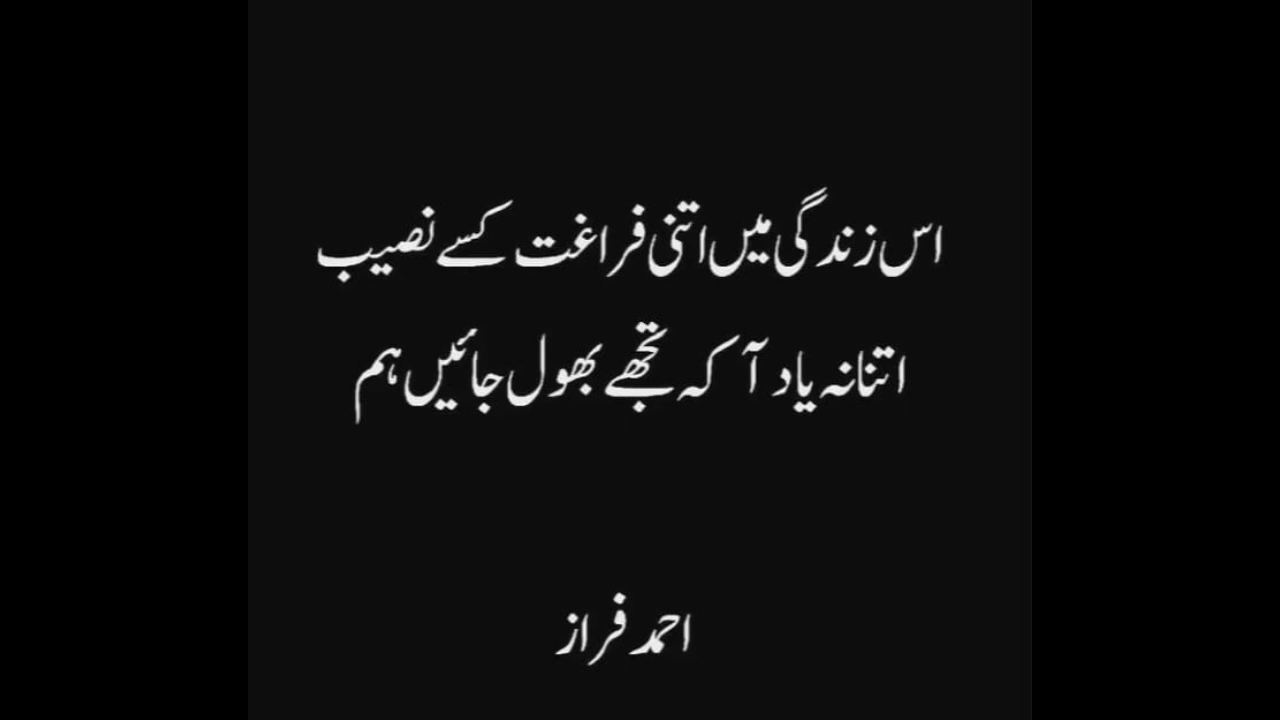 اس زندگی میں اتنی فراغت کسے نصیب
اتنا نہ یاد آ کہ تجھے بھول جائیں ہم
احمد فراز